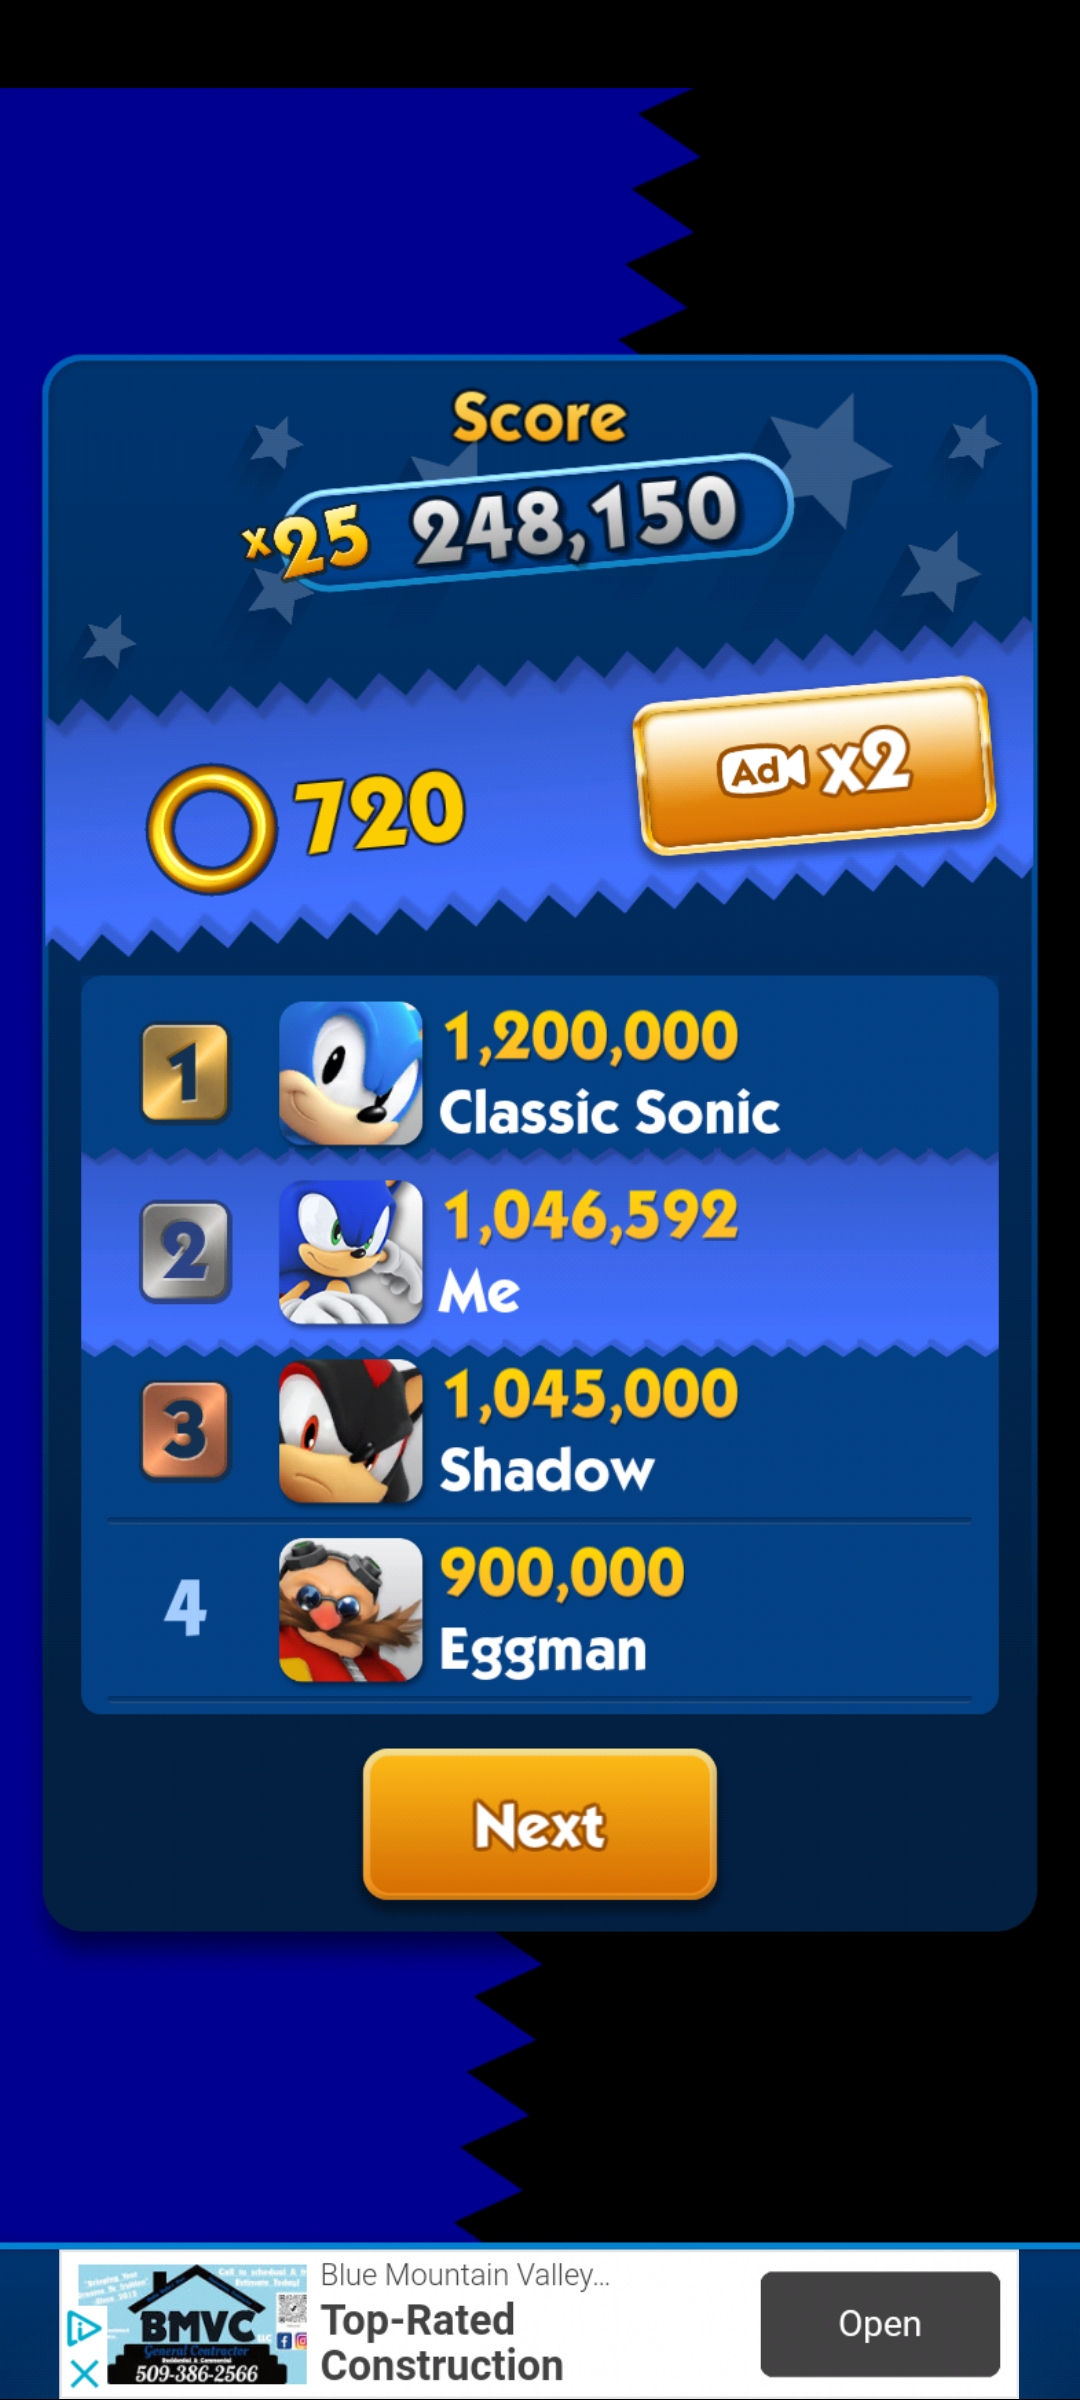 Score
x25 248,150
720
Ad x2
1
1,200,000
Classic Sonic
2
1,046,592
Me
3
1,045,000
Shadow
4
900,000
Eggman
Next
Blue Mountain Valley...
Top-Rated
Construction
Open
BMVC
General Contractor
509-386-2566